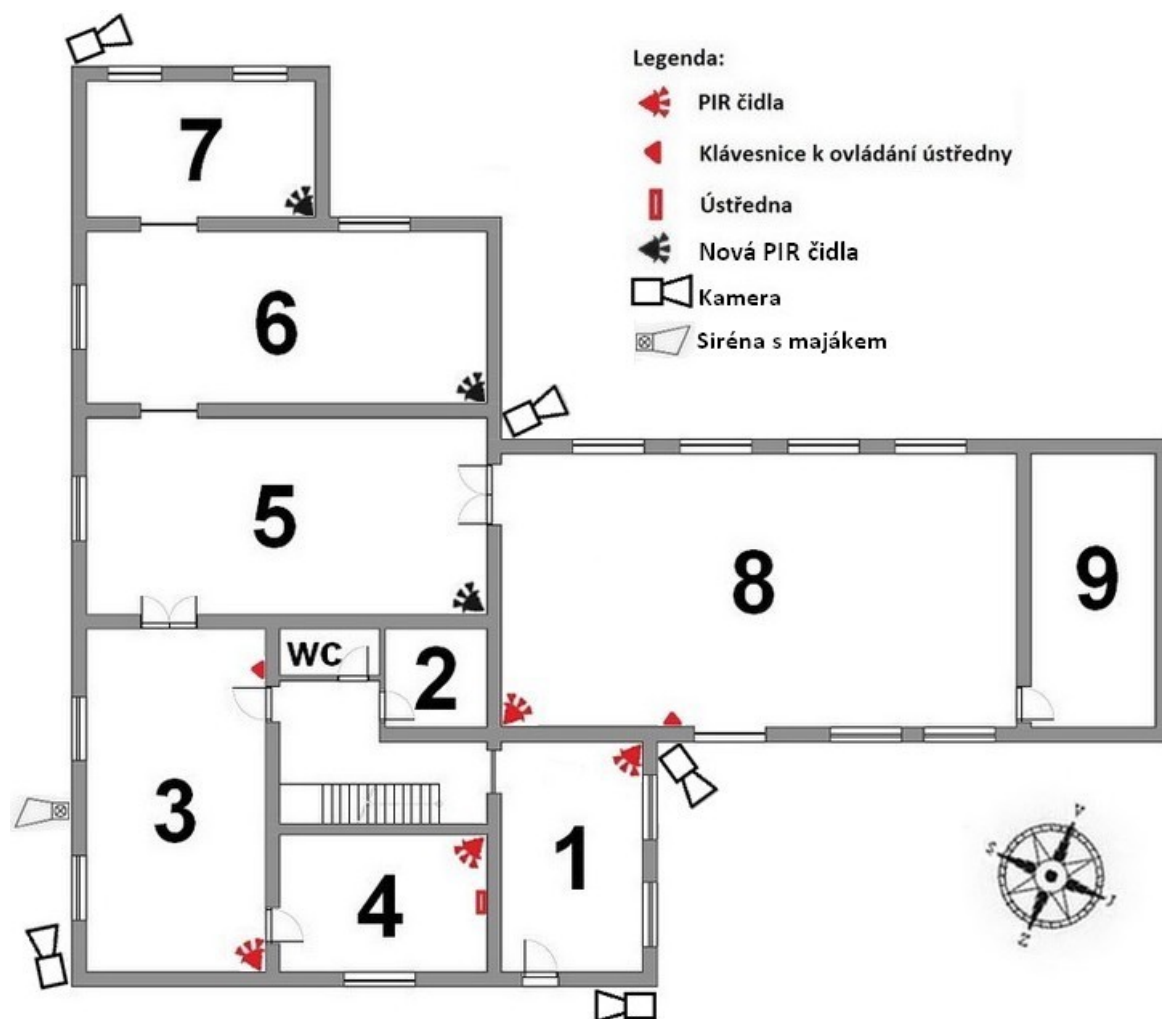 Legenda:
PIR čidla
Klávesnice k ovládání ústředny
Ústředna
Nová PIR čidla
Kamera
Siréna s majákem
7
6
5
8
9
WC
2
3
4
1
V
S
J
Z